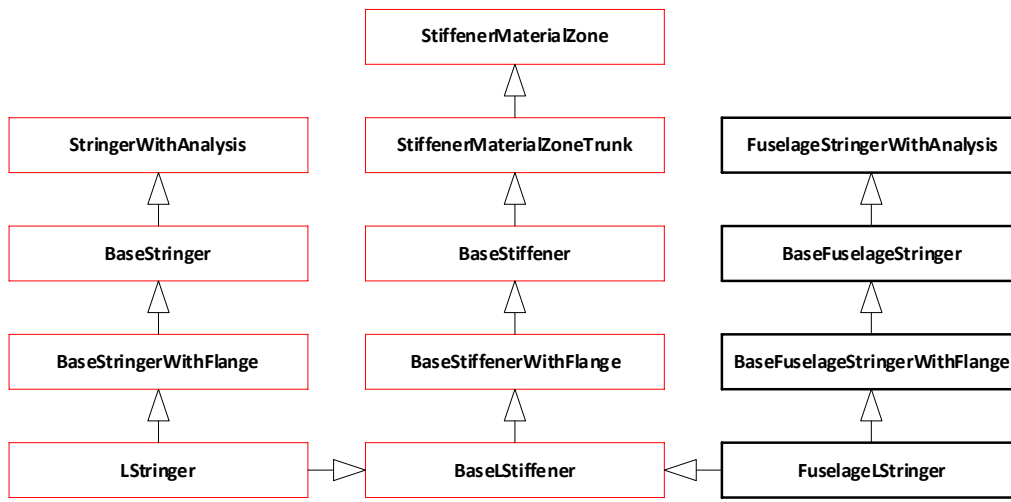 StiffenerMaterialZone
StringerWithAnalysis
StiffenerMaterialZoneTrunk
FuselageStringerWithAnalysis
BaseStringer
BaseStiffener
BaseFuselageStringer
BaseStringerWithFlange
BaseStiffenerWithFlange
BaseFuselageStringerWithFlange
LStringer
BaseLStiffener
FuselageLStringer